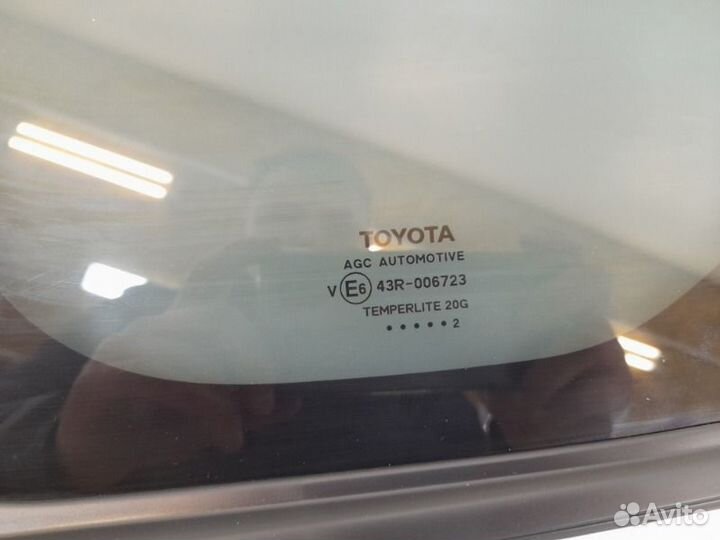 TOYOTA
AGC AUTOMOTIVE
V E6 43R-006723
TEMPERLITE 20G
•••••2
Avito